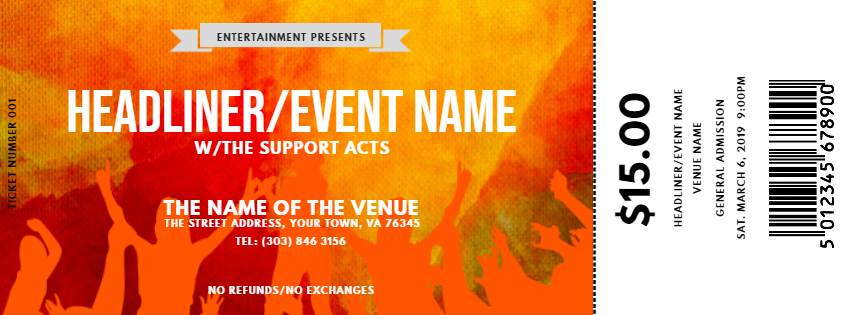 ENTERTAINMENT PRESENTS
TICKET NUMBER 001
HEADLINER/EVENT NAME
W/THE SUPPORT ACTS
THE NAME OF THE VENUE
THE STREET ADDRESS, YOUR TOWN, VA 76345
TEL: (303) 846 3156
NO REFUNDS/NO EXCHANGES
$15.00
HEADLINER/EVENT NAME
VENUE NAME
GENERAL ADMISSION
SAT. MARCH 6, 2019 9:00PM
5 012345 678900